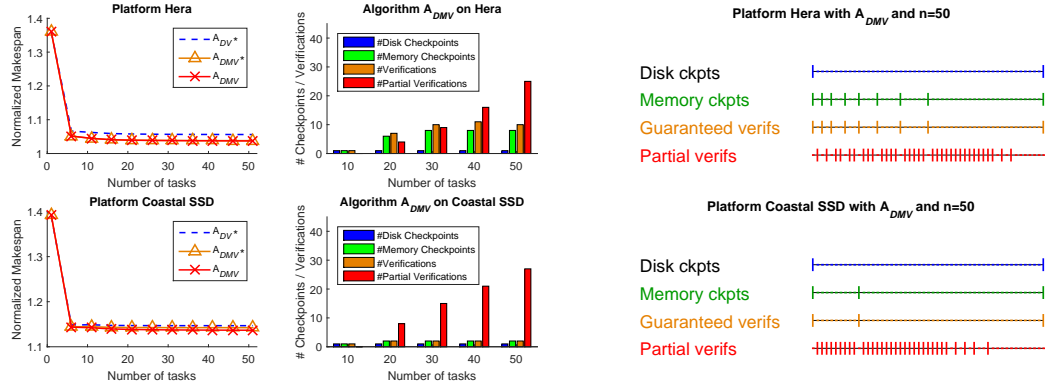 Platform Hera
Normalized Makespan
1.4
1.3
1.2
1.1
1
0 10 20 30 40 50
Number of tasks
A_DV*
A_DMV*
A_DMV
Algorithm A_DMV on Hera
# Checkpoints / Verifications
40
20
0
10 20 30 40 50
Number of tasks
#Disk Checkpoints
#Memory Checkpoints
#Verifications
#Partial Verifications
Platform Hera with A_DMV and n=50
Disk ckpts
Memory ckpts
Guaranteed verifs
Partial verifs
Platform Coastal SSD
Normalized Makespan
1.4
1.3
1.2
1.1
0 10 20 30 40 50
Number of tasks
A_DV*
A_DMV*
A_DMV
Algorithm A_DMV on Coastal SSD
# Checkpoints / Verifications
40
20
0
10 20 30 40 50
Number of tasks
#Disk Checkpoints
#Memory Checkpoints
#Verifications
#Partial Verifications
Platform Coastal SSD with A_DMV and n=50
Disk ckpts
Memory ckpts
Guaranteed verifs
Partial verifs